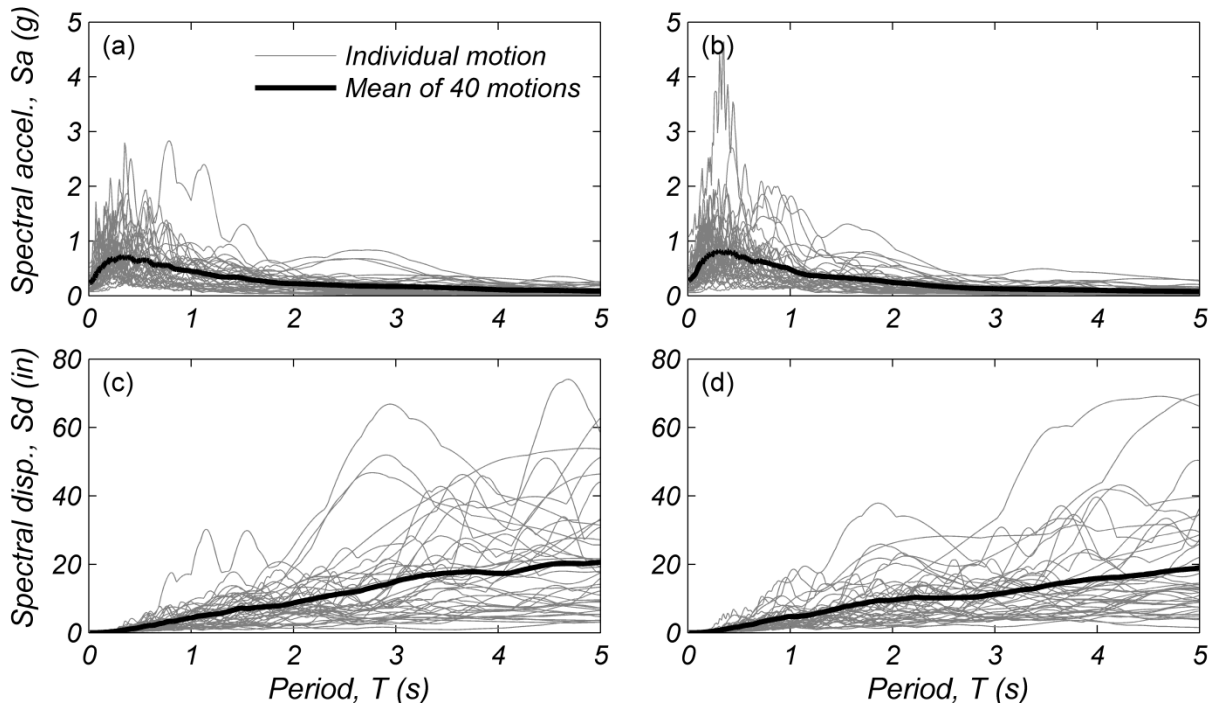 Spectral accel., Sa (g)
5
4
3
2
1
0
(a)
Individual motion
Mean of 40 motions
0 1 2 3 4 5
5
4
3
2
1
0
(b)
0 1 2 3 4 5
Spectral disp., Sd (in)
80
60
40
20
0
(c)
0 1 2 3 4 5
Period, T (s)
80
60
40
20
0
(d)
0 1 2 3 4 5
Period, T (s)